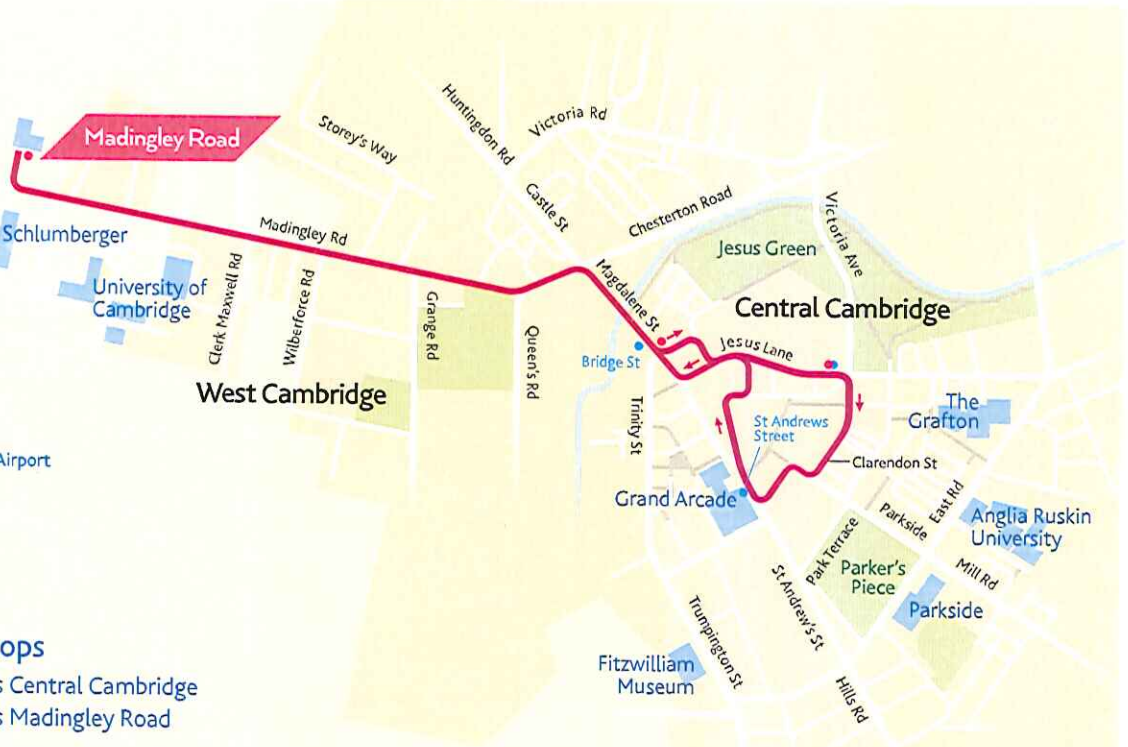 Huntingdon Rd
Victoria Rd
Storey's Way
Madingley Road
Castle St
Chesterton Road
Victoria Ave
Madingley Rd
Schlumberger
Jesus Green
University of
Cambridge
Clerk Maxwell Rd
Wilberforce Rd
Magdalene St
Central Cambridge
Grange Rd
Queen's Rd
Bridge St
Jesus Lane
West Cambridge
Trinity St
St Andrews
Street
The
Grafton
Airport
Clarendon St
Grand Arcade
East Rd
Parkside
Anglia Ruskin
University
Park Terrace
Parker's
Piece
Mill Rd
Parkside
St Andrew's St
Trumpington St
ops
s Central Cambridge
s Madingley Road
Fitzwilliam
Museum
Hills Rd